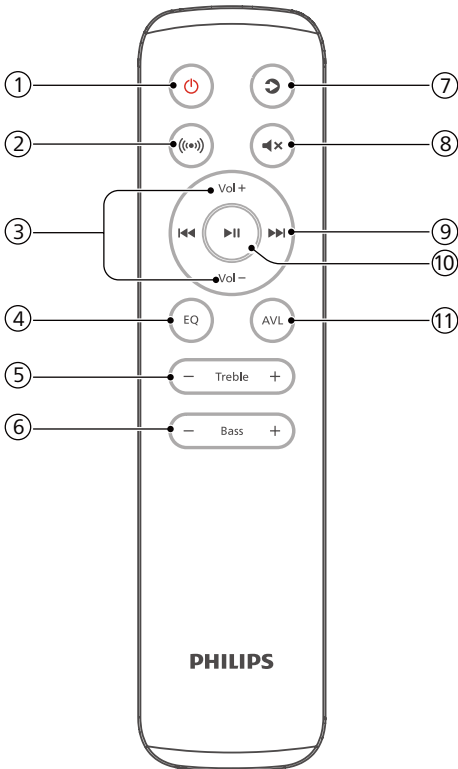 ① ⑦
② ⑧
Vol +
③ ⑨
⑩
Vol −
④ EQ AVL ⑪
⑤ − Treble +
⑥ − Bass +
PHILIPS